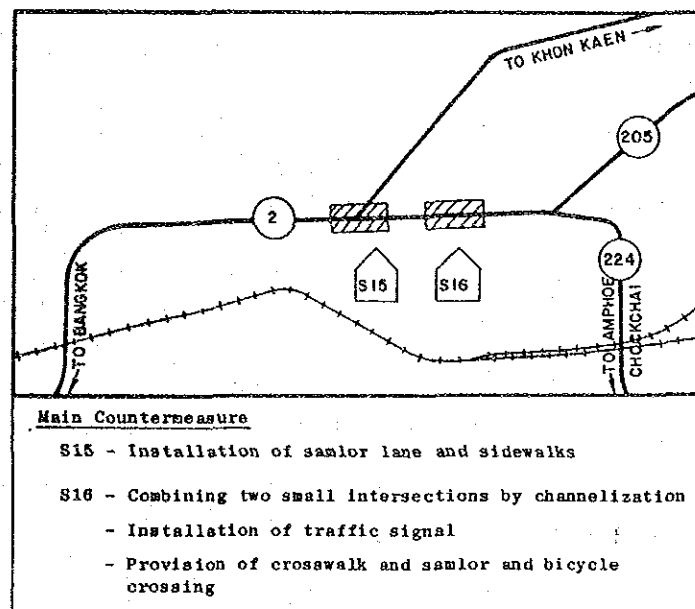 TO KHON KAEN
205
2
S15
S16
224
TO BANGKOK
TO AMPHOE
CHOKCHAI
Main Countermeasure
S15 - Installation of samlor lane and sidewalks
S16 - Combining two small intersections by channelization
- Installation of traffic signal
- Provision of crosswalk and samlor and bicycle
crossing